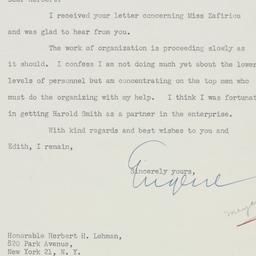 Dear Herbert:
I received your letter concerning Miss Zafiriou
and was glad to hear from you.
The work of organization is proceeding slowly as
it should. I confess I am not doing much yet about the lower
levels of personnel but am concentrating on the top men who
must do the organizing with my help. I think I was fortunat
in getting Harold Smith as a partner in the enterprise.
With kind regards and best wishes to you and
Edith, I remain,
Sincerely yours,
Eugene
Meye
Honorable Herbert H. Lehman,
820 Park Avenue,
New York 21, N. Y.